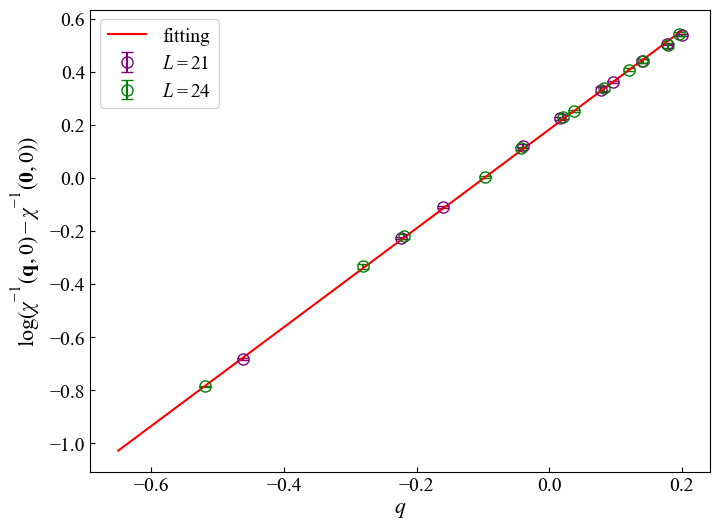 0.6
0.4
0.2
0.0
−0.2
−0.4
−0.6
−0.8
−1.0
log(χ⁻¹(𝐪, 0) − χ⁻¹(𝟎, 0))
fitting
L = 21
L = 24
−0.6 −0.4 −0.2 0.0 0.2
q